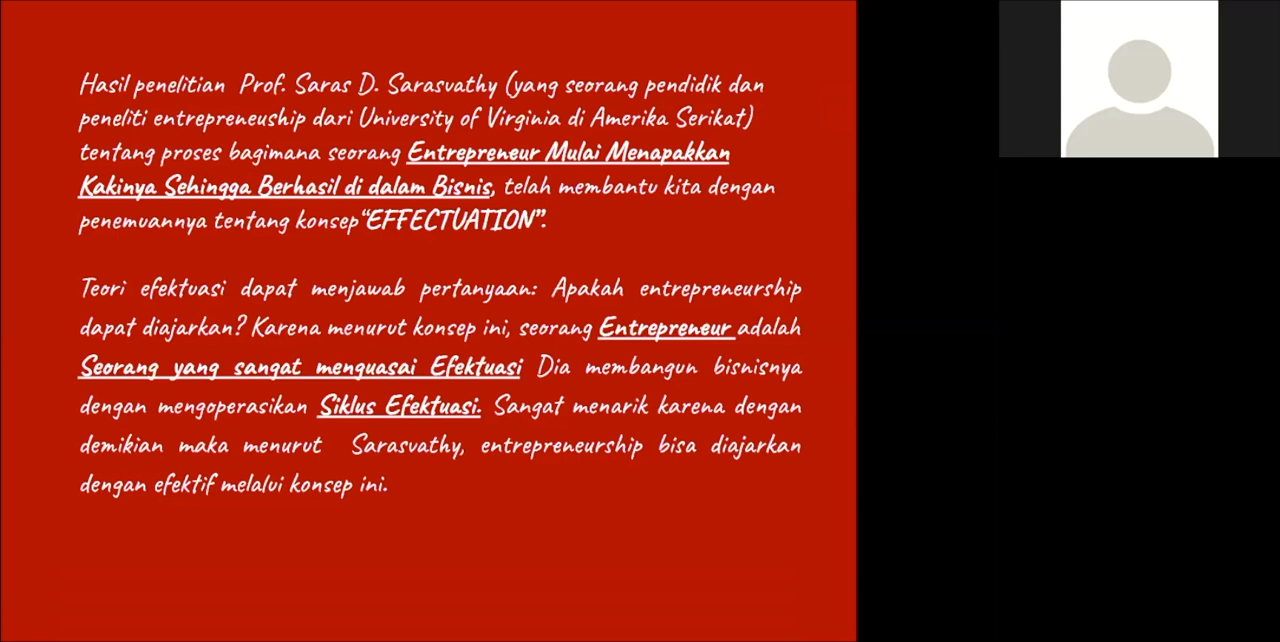 Hasil penelitian Prof. Saras D. Sarasvathy (yang seorang pendidik dan
peneliti entrepreneuship dari University of Virginia di Amerika Serikat)
tentang proses bagaimana seorang Entrepreneur Mulai Menapakkan
Kakinya Sehingga Berhasil di dalam Bisnis, telah membantu kita dengan
penemuannya tentang konsep“EFFECTUATION”.
Teori efektuasi dapat menjawab pertanyaan: Apakah entrepreneurship
dapat diajarkan? Karena menurut konsep ini, seorang Entrepreneur adalah
Seorang yang sangat menguasai Efektuasi Dia membangun bisnisnya
dengan mengoperasikan Siklus Efektuasi. Sangat menarik karena dengan
demikian maka menurut Sarasvathy, entrepreneurship bisa diajarkan
dengan efektif melalui konsep ini.